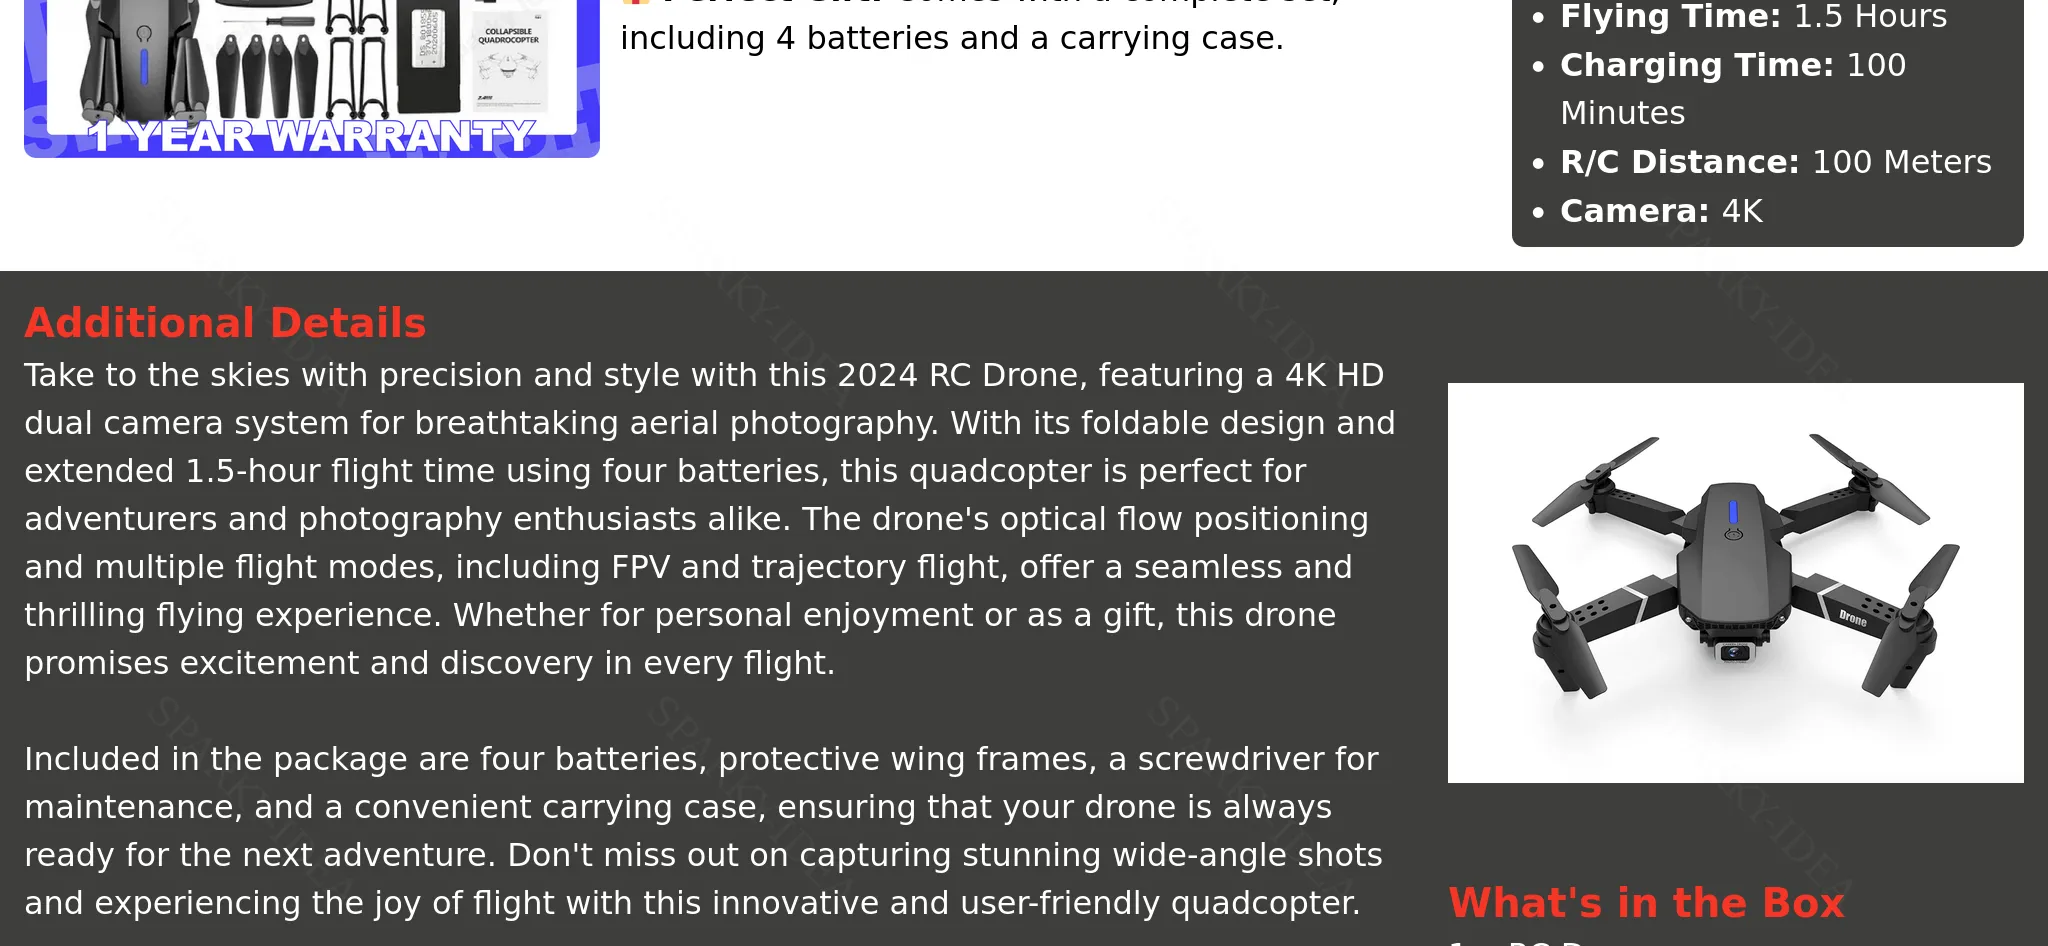 including 4 batteries and a carrying case.
COLLAPSIBLE
QUADROCOPTER
1 YEAR WARRANTY
• Flying Time: 1.5 Hours
• Charging Time: 100
Minutes
• R/C Distance: 100 Meters
• Camera: 4K
Additional Details
Take to the skies with precision and style with this 2024 RC Drone, featuring a 4K HD
dual camera system for breathtaking aerial photography. With its foldable design and
extended 1.5-hour flight time using four batteries, this quadcopter is perfect for
adventurers and photography enthusiasts alike. The drone's optical flow positioning
and multiple flight modes, including FPV and trajectory flight, offer a seamless and
thrilling flying experience. Whether for personal enjoyment or as a gift, this drone
promises excitement and discovery in every flight.
Included in the package are four batteries, protective wing frames, a screwdriver for
maintenance, and a convenient carrying case, ensuring that your drone is always
ready for the next adventure. Don't miss out on capturing stunning wide-angle shots
and experiencing the joy of flight with this innovative and user-friendly quadcopter.
Drone
What's in the Box
SPARKY-IDEA